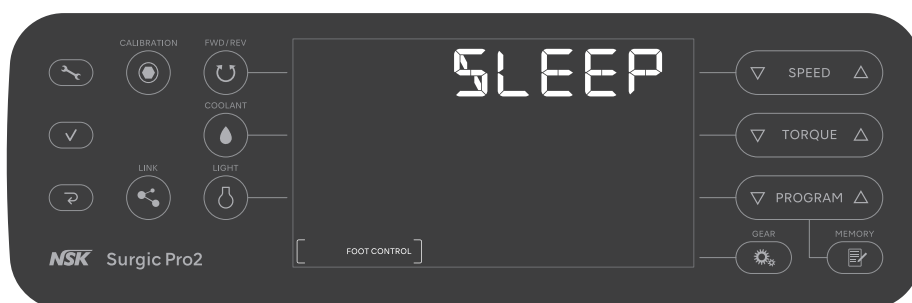 CALIBRATION
FWD/REV
SLEEP
SPEED
COOLANT
TORQUE
LINK
LIGHT
PROGRAM
GEAR
MEMORY
FOOT CONTROL
NSK Surgic Pro2